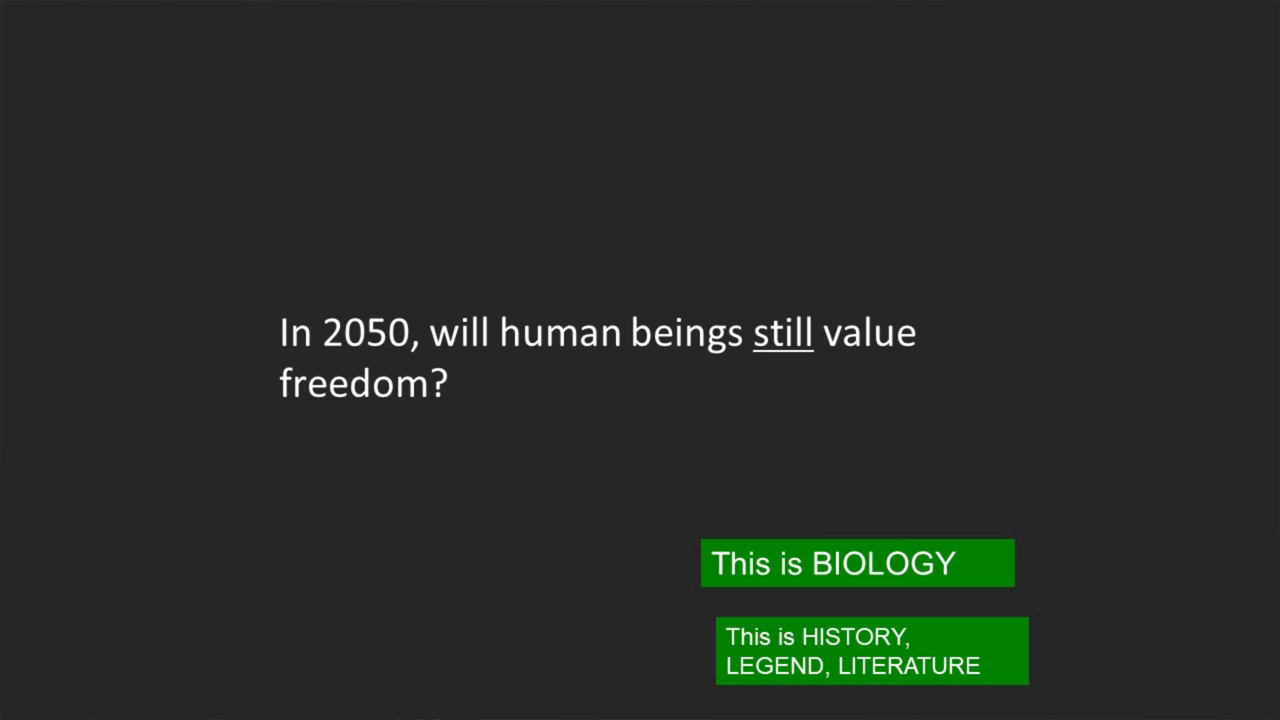 In 2050, will human beings still value
freedom?
This is BIOLOGY
This is HISTORY,
LEGEND, LITERATURE